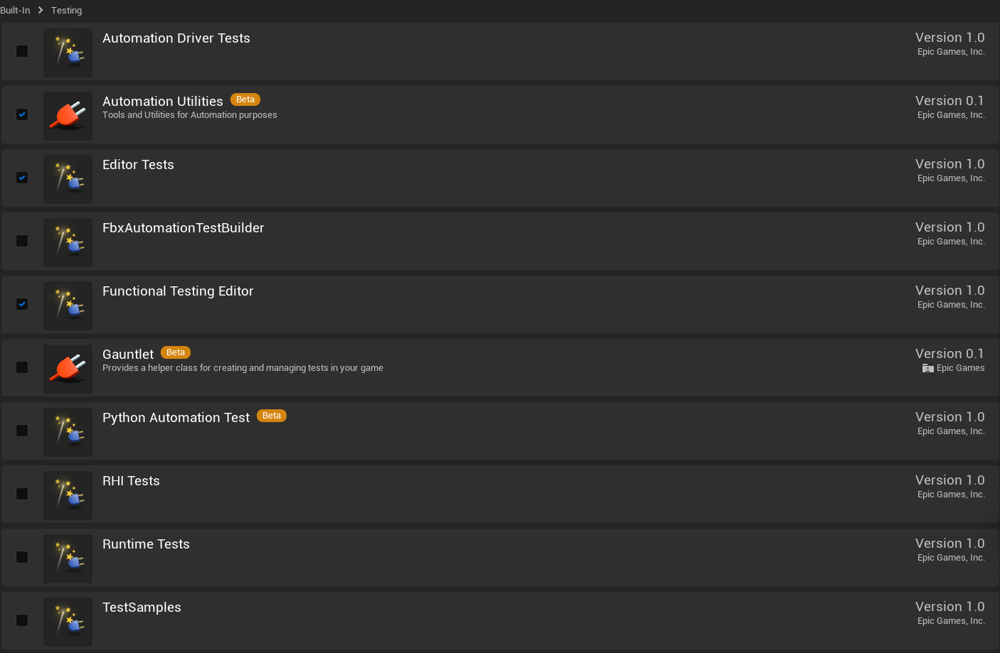 Built-In > Testing
Automation Driver Tests
Version 1.0
Epic Games, Inc.
Automation Utilities Beta
Version 0.1
Tools and Utilities for Automation purposes
Epic Games, Inc.
Editor Tests
Version 1.0
Epic Games, Inc.
FbxAutomationTestBuilder
Version 1.0
Epic Games, Inc.
Functional Testing Editor
Version 1.0
Epic Games, Inc.
Gauntlet Beta
Version 0.1
Provides a helper class for creating and managing tests in your game
Epic Games
Python Automation Test Beta
Version 1.0
Epic Games, Inc.
RHI Tests
Version 1.0
Epic Games, Inc.
Runtime Tests
Version 1.0
Epic Games, Inc.
TestSamples
Version 1.0
Epic Games, Inc.